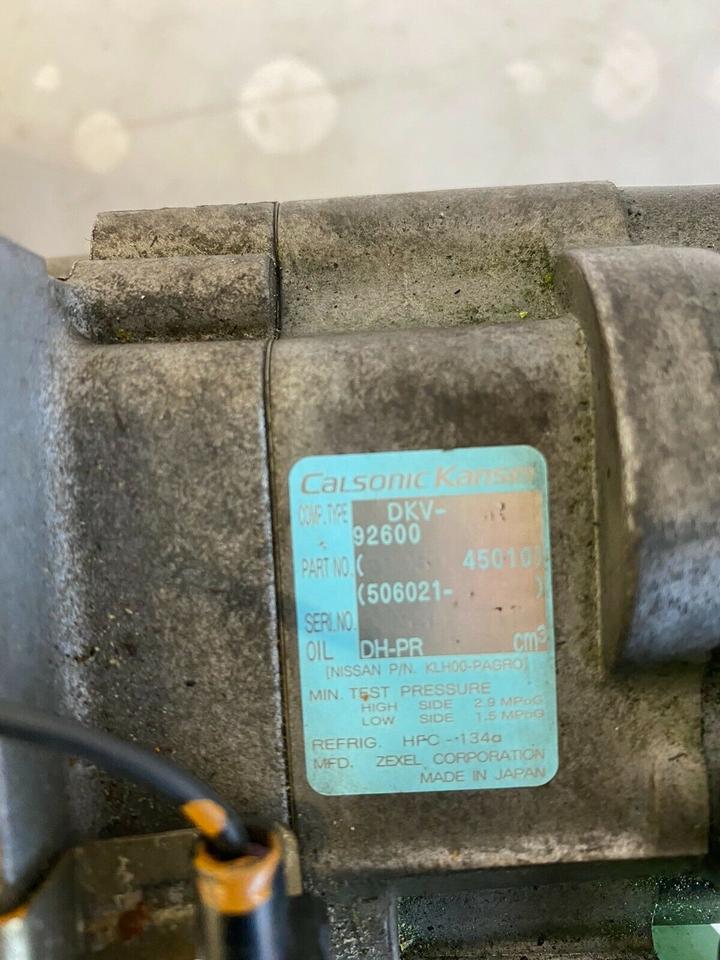 Calsonic Kansei
COMP.TYPE DKV-
92600
PART NO. ( 45010)
(506021- )
SERI.NO.
OIL DH-PR cm³
[NISSAN P/N. KLH00-PAGRO]
MIN. TEST PRESSURE
HIGH SIDE 2.9 MPaG
LOW SIDE 1.5 MPaG
REFRIG. HFC-134a
MFD. ZEXEL CORPORATION
MADE IN JAPAN